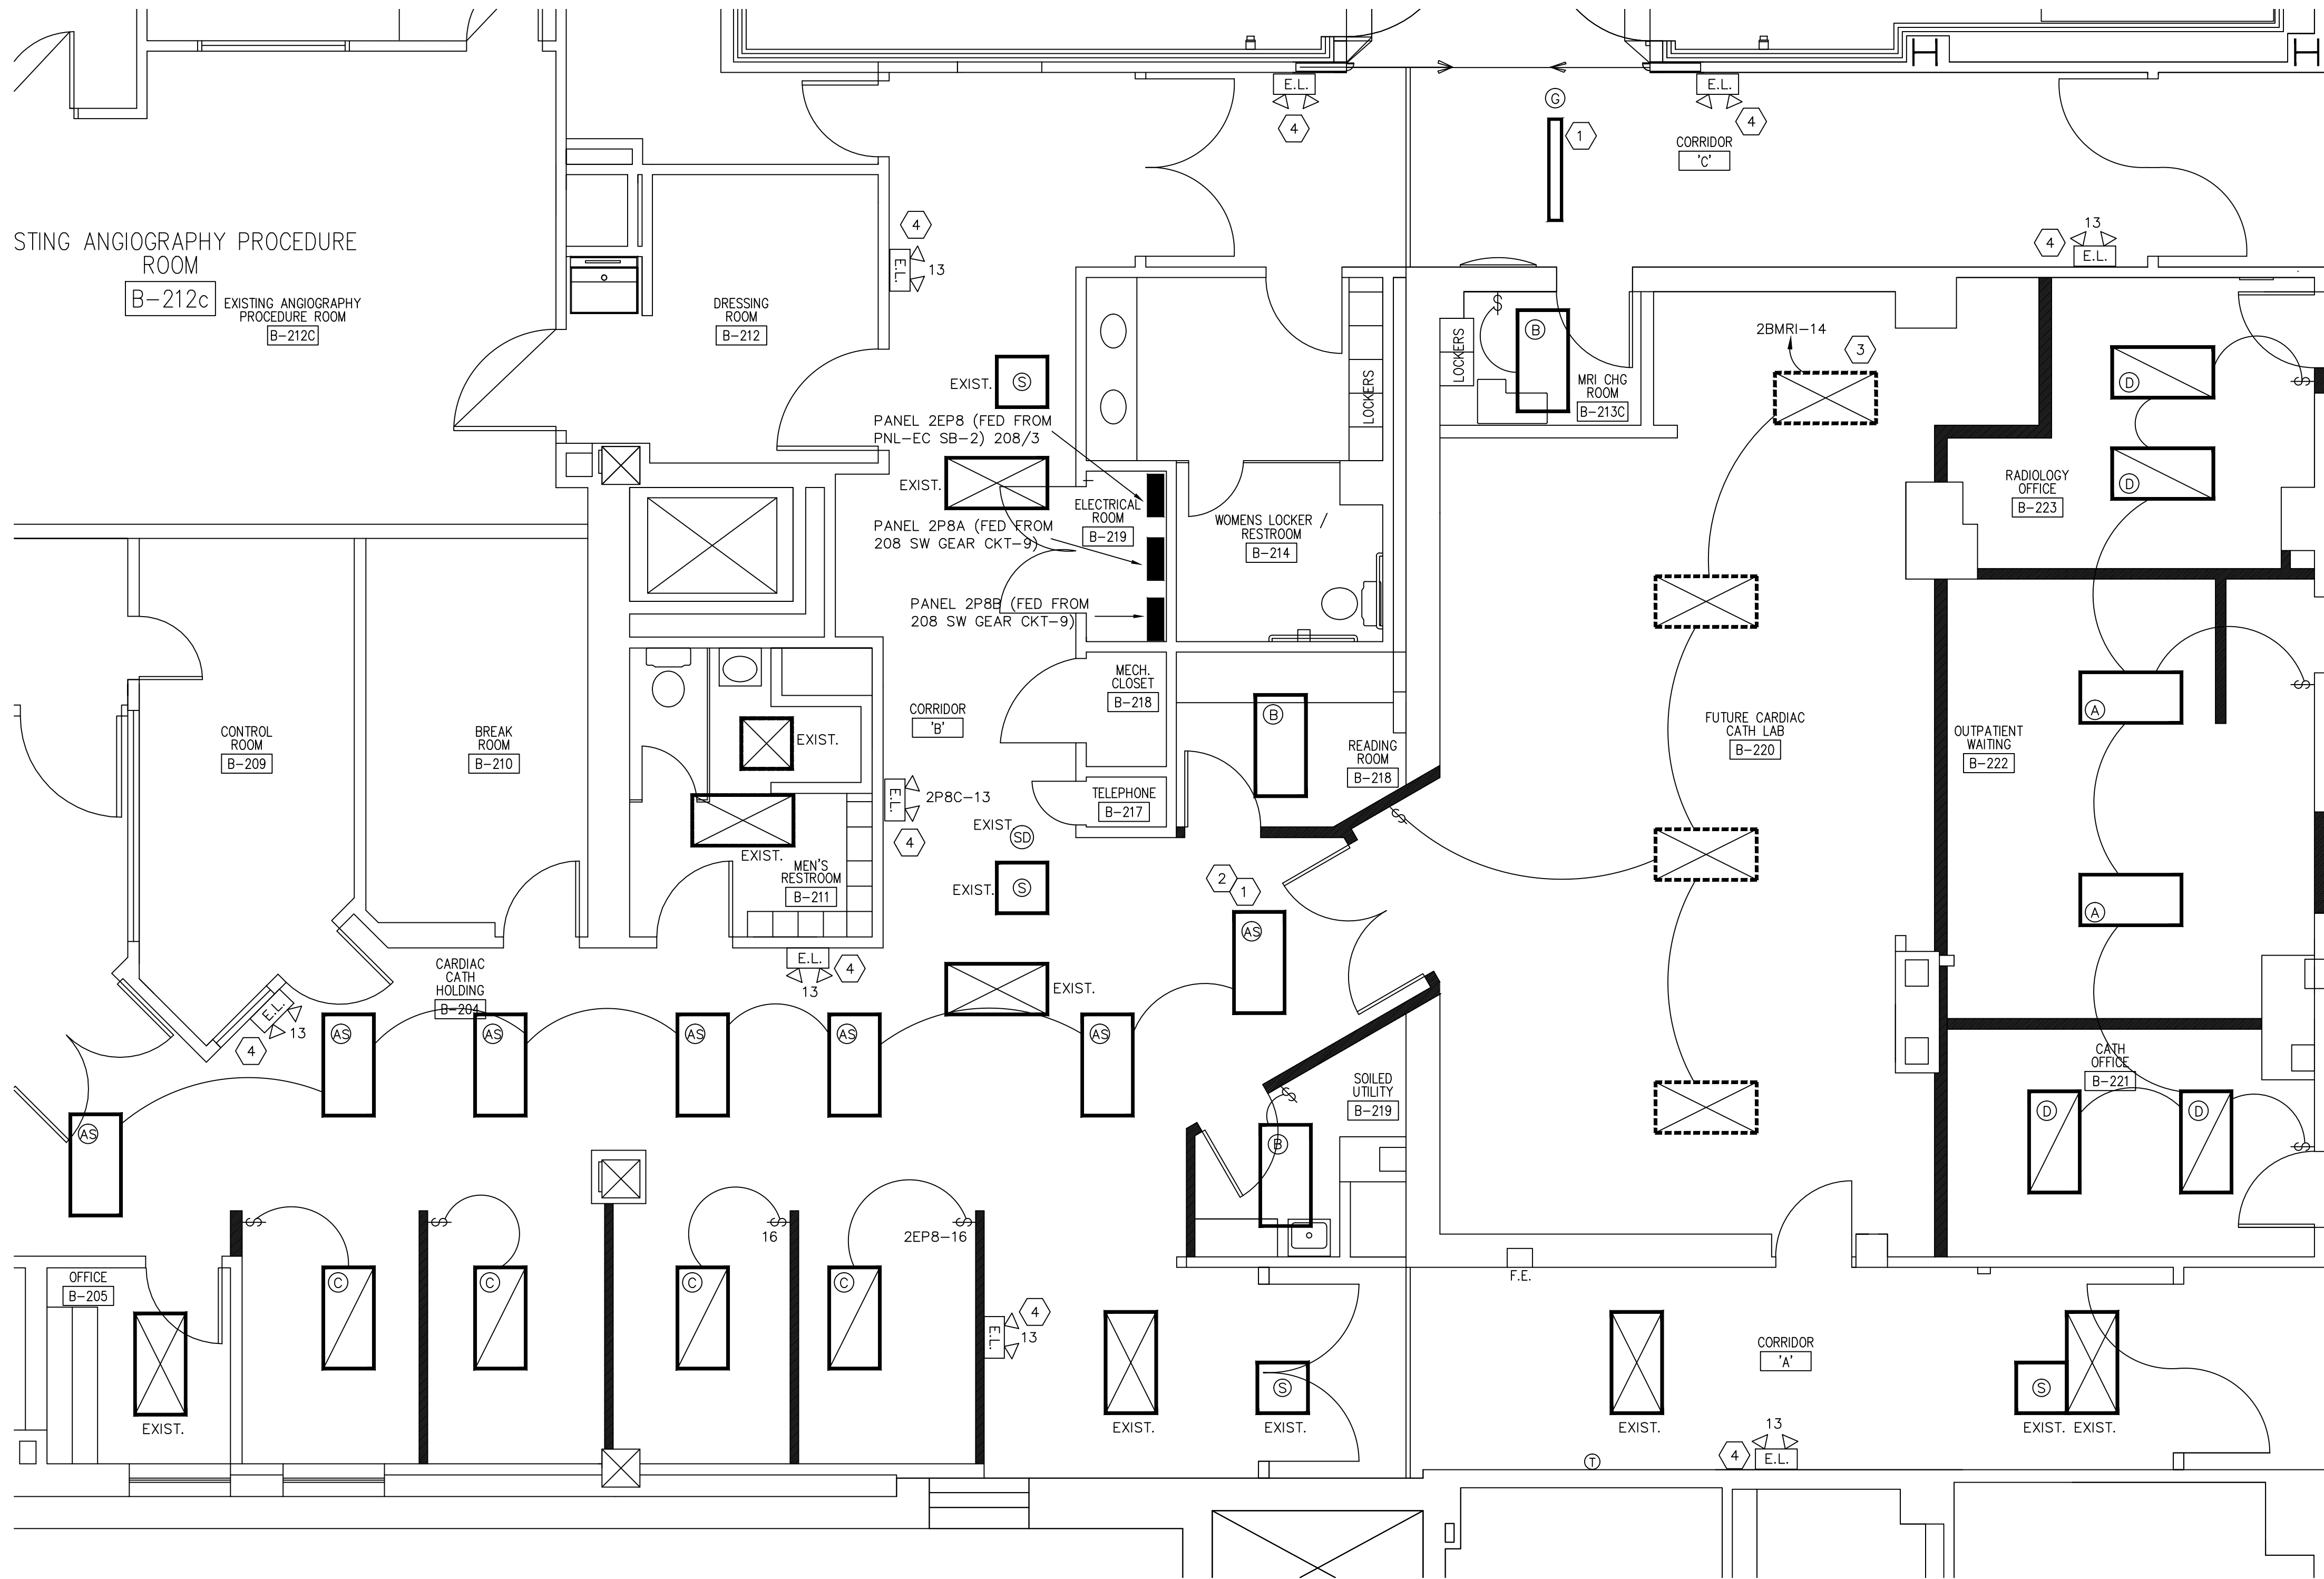 E.L.
4
G
1
E.L.
4
CORRIDOR
'C'
STING ANGIOGRAPHY PROCEDURE
ROOM
B-212c
EXISTING ANGIOGRAPHY
PROCEDURE ROOM
B-212C
DRESSING
ROOM
B-212
4
E.L.
13
13
4
E.L.
EXIST.
S
PANEL 2EP8 (FED FROM
PNL-EC SB-2) 208/3
EXIST.
PANEL 2P8A (FED FROM
208 SW GEAR CKT-9)
PANEL 2P8B (FED FROM
208 SW GEAR CKT-9)
ELECTRICAL
ROOM
B-219
LOCKERS
WOMENS LOCKER /
RESTROOM
B-214
LOCKERS
$
B
MRI CHG
ROOM
B-213C
2BMRI-14
3
D
$
D
RADIOLOGY
OFFICE
B-223
CONTROL
ROOM
B-209
BREAK
ROOM
B-210
EXIST.
EXIST.
MEN'S
RESTROOM
B-211
CORRIDOR
'B'
MECH.
CLOSET
B-218
TELEPHONE
B-217
E.L.
2P8C-13
4
EXIST.
SD
EXIST.
S
B
READING
ROOM
B-218
$
FUTURE CARDIAC
CATH LAB
B-220
OUTPATIENT
WAITING
B-222
A
$
A
2
1
AS
E.L.
4
13
EXIST.
CARDIAC
CATH
HOLDING
B-204
E.L.
13
4
AS
AS
AS
AS
AS
AS
SOILED
UTILITY
B-219
$
B
CATH
OFFICE
B-221
D
D
$
$
$
$
16
2EP8-16
$
OFFICE
B-205
EXIST.
C
C
C
C
4
E.L.
13
F.E.
EXIST.
S
EXIST.
EXIST.
CORRIDOR
'A'
S
EXIST. EXIST.
T
13
4
E.L.